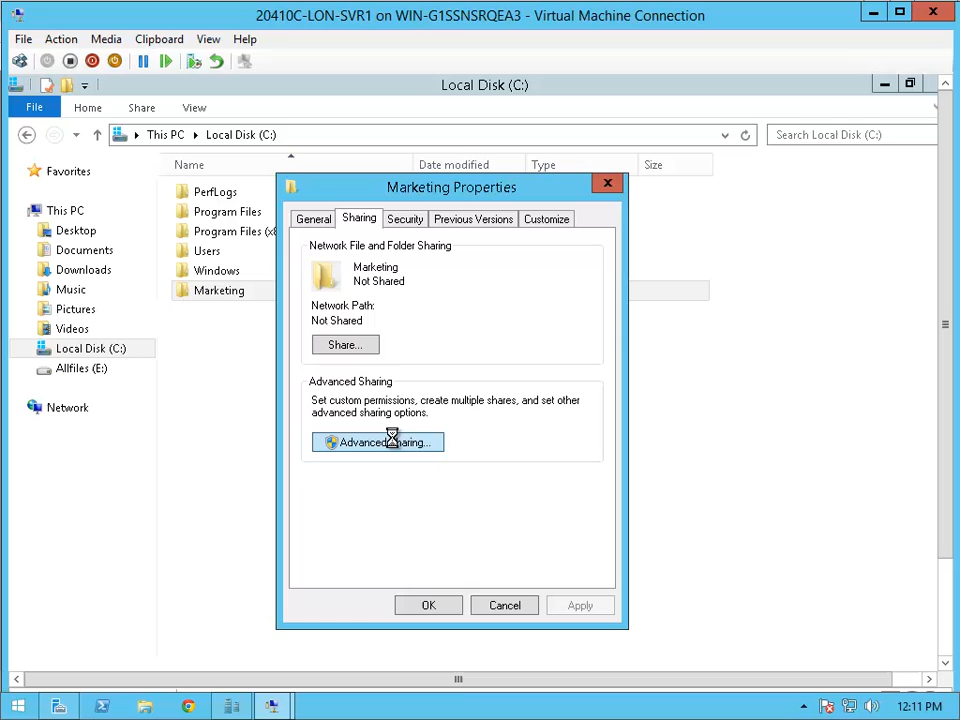 20410C-LON-SVR1 on WIN-G1SSNSRQEA3 - Virtual Machine Connection
File Action Media Clipboard View Help
Local Disk (C:)
File Home Share View
This PC Local Disk (C:) Search Local Disk (C:)
Name Date modified Type Size
Favorites
This PC
Desktop
Documents
Downloads
Music
Pictures
Videos
Local Disk (C:)
Allfiles (E:)
Network
PerfLogs
Program Files
Program Files (x8
Users
Windows
Marketing
Marketing Properties
General Sharing Security Previous Versions Customize
Network File and Folder Sharing
Marketing
Not Shared
Network Path:
Not Shared
Share...
Advanced Sharing
Set custom permissions, create multiple shares, and set other
advanced sharing options.
Advanced Sharing...
OK Cancel Apply
12:11 PM